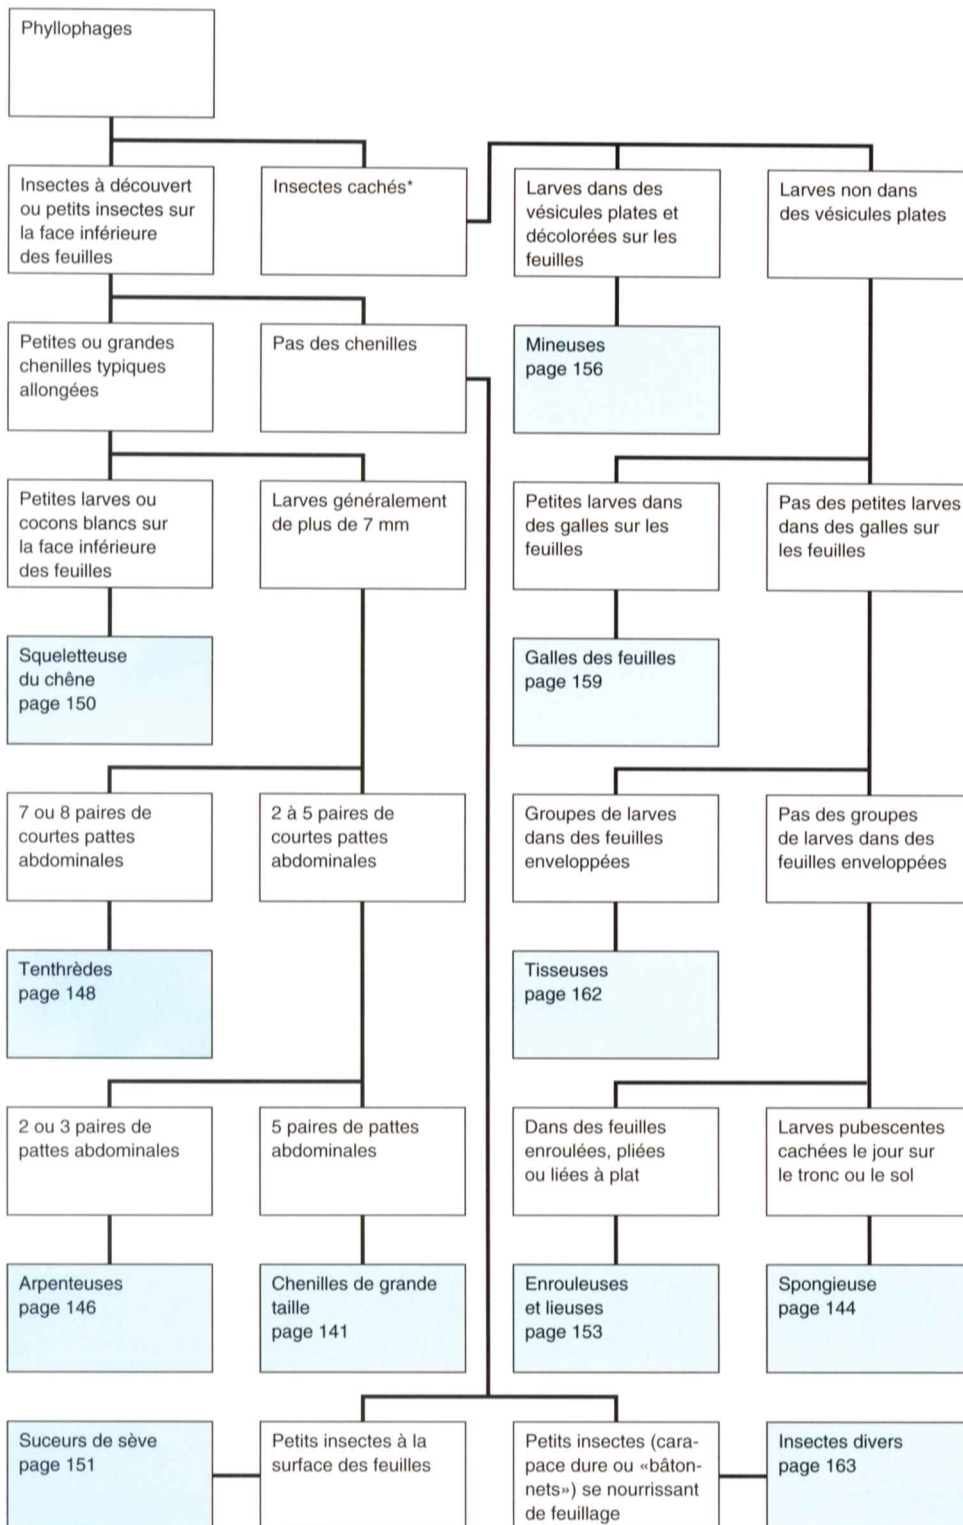 Phyllophages
Insectes à découvert
ou petits insectes sur
la face inférieure
des feuilles
Insectes cachés*
Larves dans des
vésicules plates et
décolorées sur les
feuilles
Larves non dans
des vésicules plates
Petites ou grandes
chenilles typiques
allongées
Pas des chenilles
Mineuses
page 156
Petites larves ou
cocons blancs sur
la face inférieure
des feuilles
Larves généralement
de plus de 7 mm
Petites larves dans
des galles sur les
feuilles
Pas des petites larves
dans des galles sur
les feuilles
Squeletteuse
du chêne
page 150
Galles des feuilles
page 159
7 ou 8 paires de
courtes pattes
abdominales
2 à 5 paires de
courtes pattes
abdominales
Groupes de larves
dans des feuilles
enveloppées
Pas des groupes
de larves dans des
feuilles enveloppées
Tenthrèdes
page 148
Tisseuses
page 162
2 ou 3 paires de
pattes abdominales
5 paires de pattes
abdominales
Dans des feuilles
enroulées, pliées
ou liées à plat
Larves pubescentes
cachées le jour sur
le tronc ou le sol
Arpenteuses
page 146
Chenilles de grande
taille
page 141
Enrouleuses
et lieuses
page 153
Spongieuse
page 144
Suceurs de sève
page 151
Petits insectes à la
surface des feuilles
Petits insectes (cara-
pace dure ou «bâton-
nets») se nourrissant
de feuillage
Insectes divers
page 163